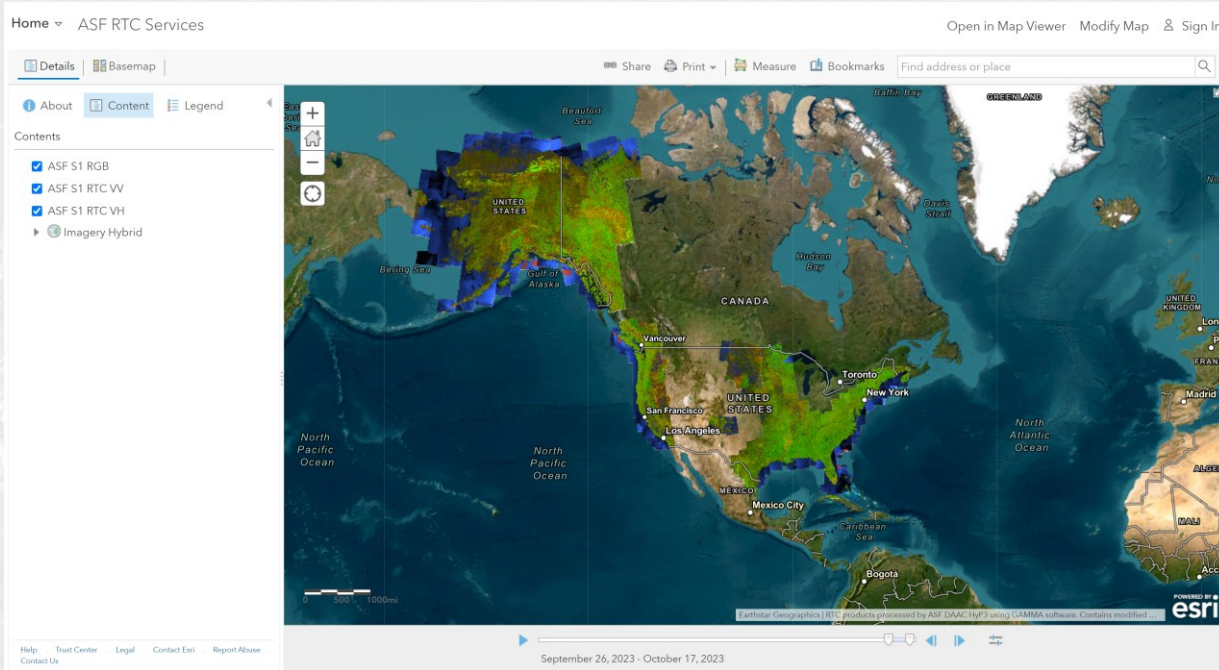 Home ASF RTC Services
Open in Map Viewer Modify Map Sign In
Details Basemap
Share Print Measure Bookmarks Find address or place
About Content Legend
Contents
ASF S1 RGB
ASF S1 RTC VV
ASF S1 RTC VH
Imagery Hybrid
Beaufort
Sea
Baffin Bay
GREENLAND
UNITED
STATES
Davis
Strait
Bering Sea
Gulf of
Alaska
Hudson
Bay
CANADA
UNITED
KINGDOM
Vancouver
Toronto
New York
UNITED
STATES
San Francisco
Los Angeles
Madrid
North
Pacific
Ocean
North
Pacific
Ocean
North
Atlantic
Ocean
MÉXICO
Mexico City
Caribbean
Sea
MALI
Bogotá
0 500 1000mi
Earthstar Geographics | RTC products processed by ASF DAAC HyP3 using GAMMA software. Contains modified ...
POWERED BY
esri
September 26, 2023 - October 17, 2023
Help Trust Center Legal Contact Esri Report Abuse
Contact Us